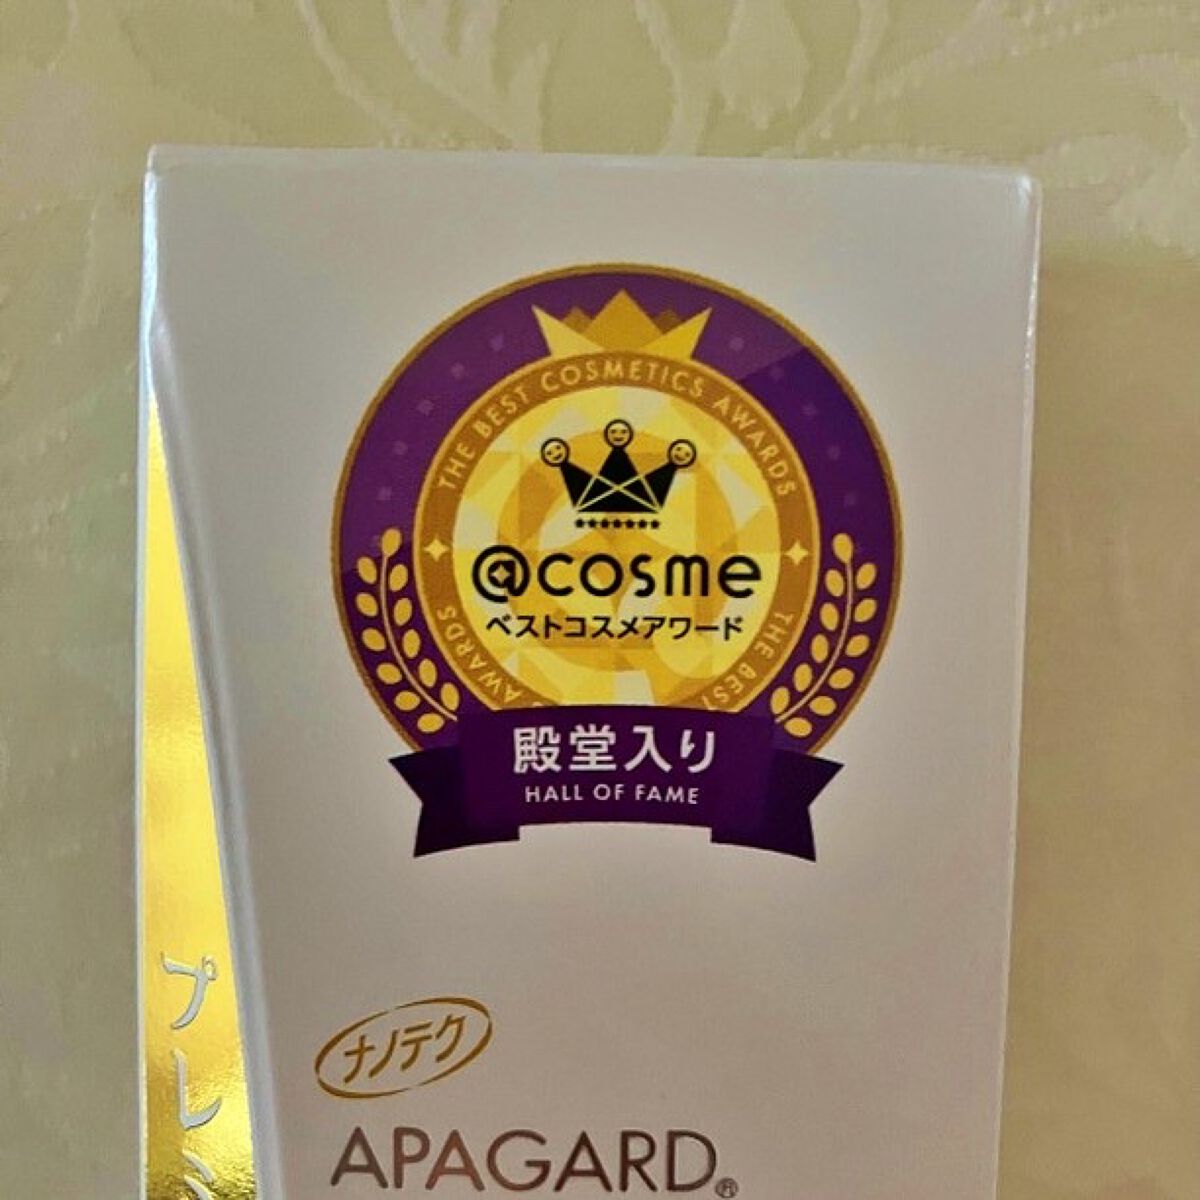 THE BEST COSMETICS AWARDS
@cosme
ベストコスメアワード
AWARDS
THE BEST
殿堂入り
HALL OF FAME
プレ
ナノテク
APAGARD®